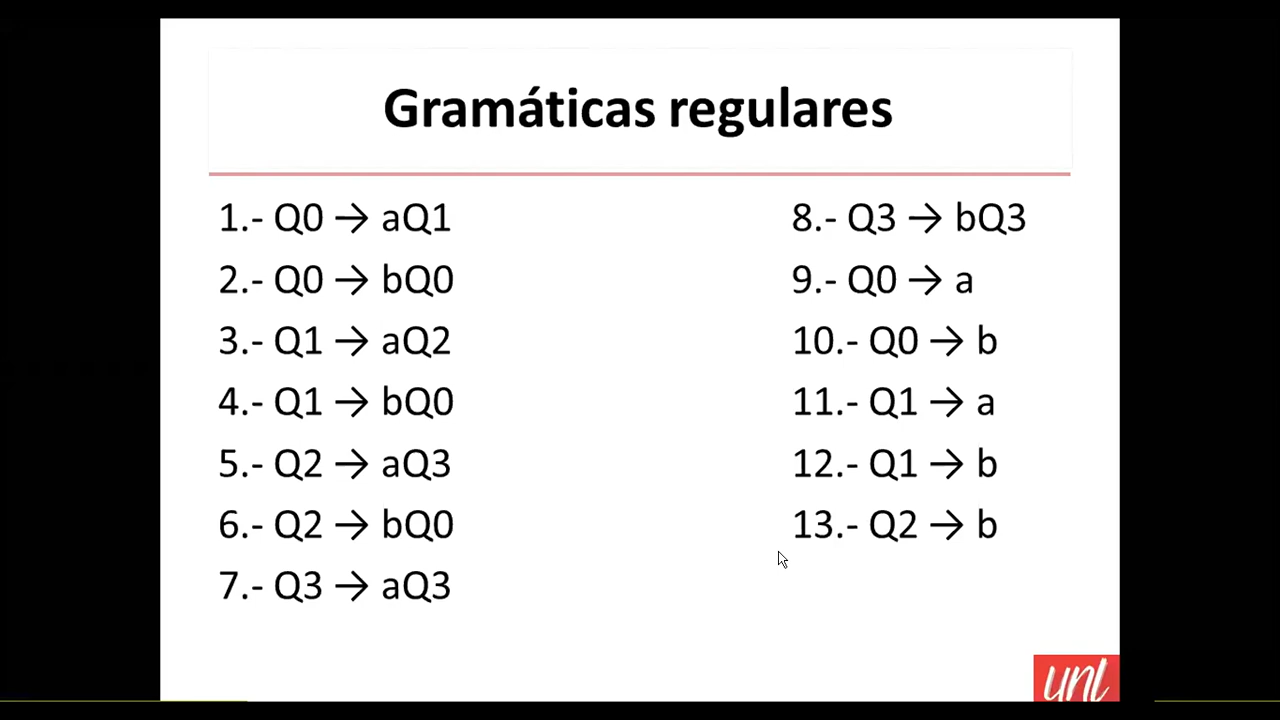 Gramáticas regulares
1.- Q0 → aQ1
2.- Q0 → bQ0
3.- Q1 → aQ2
4.- Q1 → bQ0
5.- Q2 → aQ3
6.- Q2 → bQ0
7.- Q3 → aQ3
8.- Q3 → bQ3
9.- Q0 → a
10.- Q0 → b
11.- Q1 → a
12.- Q1 → b
13.- Q2 → b
unl